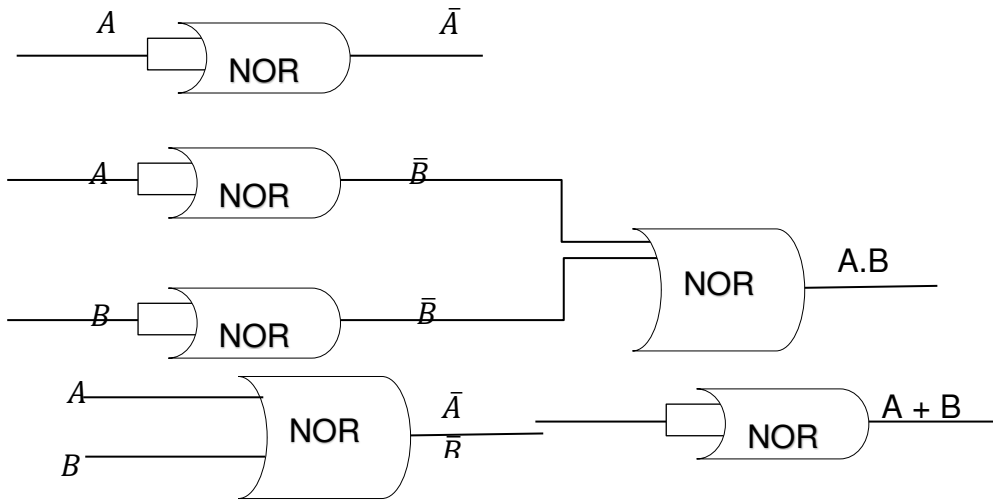 A Ā
NOR
A B̄
NOR
NOR A.B
B B̄
NOR
A Ā A + B
NOR NOR
B B̄